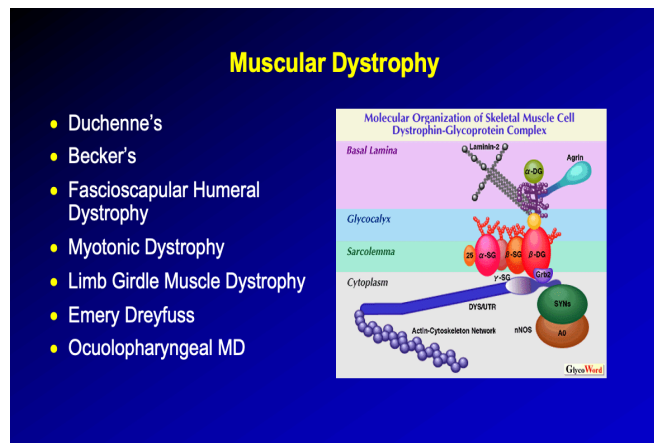 Muscular Dystrophy
• Duchenne's
• Becker's
• Fascioscapular Humeral
Dystrophy
• Myotonic Dystrophy
• Limb Girdle Muscle Dystrophy
• Emery Dreyfuss
• Ocuolopharyngeal MD
Molecular Organization of Skeletal Muscle Cell
Dystrophin-Glycoprotein Complex
Basal Lamina
Laminin-2
Agrin
α-DG
Glycocalyx
Sarcolemma
25
α-SG
β-SG
β-DG
γ-SG
Grb2
Cytoplasm
DYS/UTR
SYNs
nNOS
A0
Actin-Cytoskeleton Network
GlycoWord